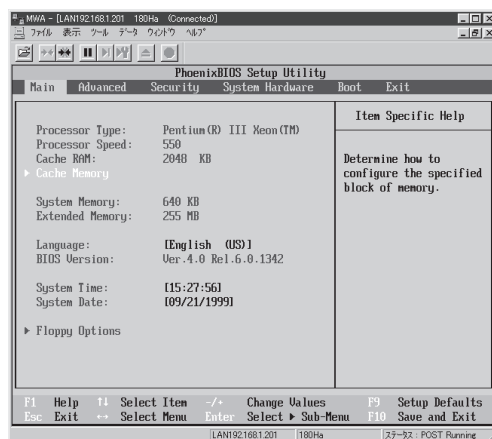 MWA - [LAN192.168.1.201 180Ha (Connected)]
ファイル 表示 ツール データ ウィンドウ ヘルプ
PhoenixBIOS Setup Utility
Main Advanced Security System Hardware Boot Exit
Item Specific Help
Processor Type: Pentium(R) III Xeon(TM)
Processor Speed: 550
Cache RAM: 2048 KB
▶ Cache Memory
Determine how to
configure the specified
block of memory.
System Memory: 640 KB
Extended Memory: 255 MB
Language: [English (US)]
BIOS Version: Ver.4.0 Rel.6.0.1342
System Time: [15:27:56]
System Date: [09/21/1999]
▶ Floppy Options
F1 Help ↑↓ Select Item -/+ Change Values F9 Setup Defaults
Esc Exit ↔ Select Menu Enter Select ▶ Sub-Menu F10 Save and Exit
LAN192.168.1.201 180Ha ステータス : POST Running